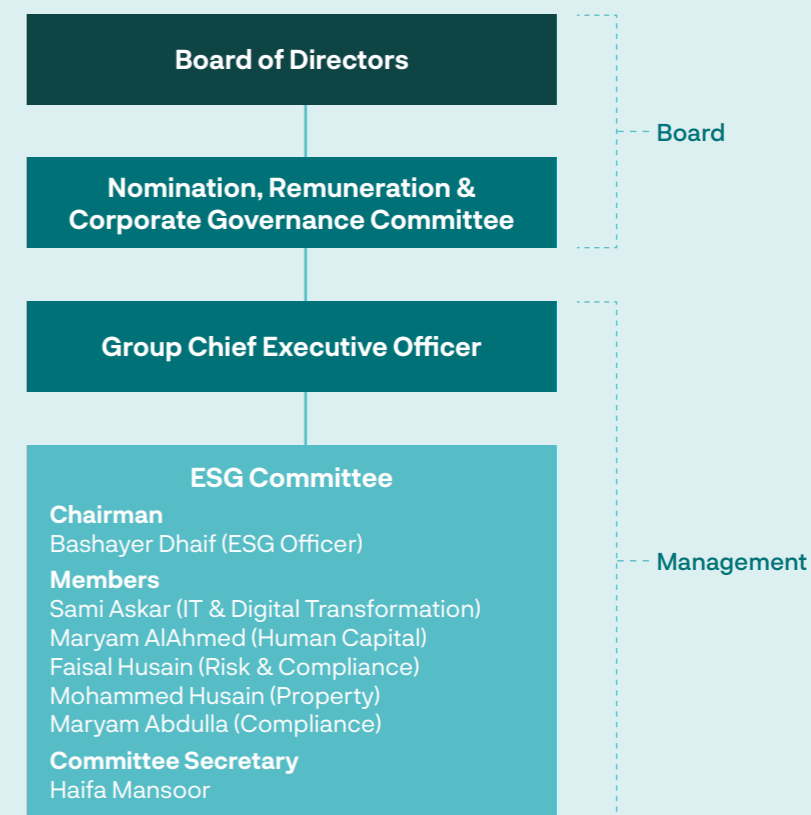 Board of Directors
Board
Nomination, Remuneration &
Corporate Governance Committee
Group Chief Executive Officer
ESG Committee
Chairman
Bashayer Dhaif (ESG Officer)
Members
Sami Askar (IT & Digital Transformation)
Maryam AlAhmed (Human Capital)
Faisal Husain (Risk & Compliance)
Mohammed Husain (Property)
Maryam Abdulla (Compliance)
Committee Secretary
Haifa Mansoor
Management